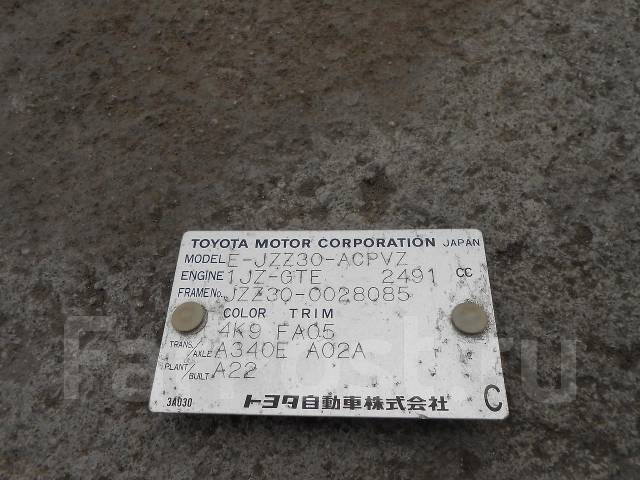 TOYOTA MOTOR CORPORATION JAPAN
MODEL E-JZZ30-ACPVZ
ENGINE 1JZ-GTE 2491 CC
FRAME No. JZZ30-0028085
COLOR TRIM
4K9 FA05
TRANS./AXLE A340E A02A
PLANT/BUILT A22
3AU30 トヨタ自動車株式会社 C